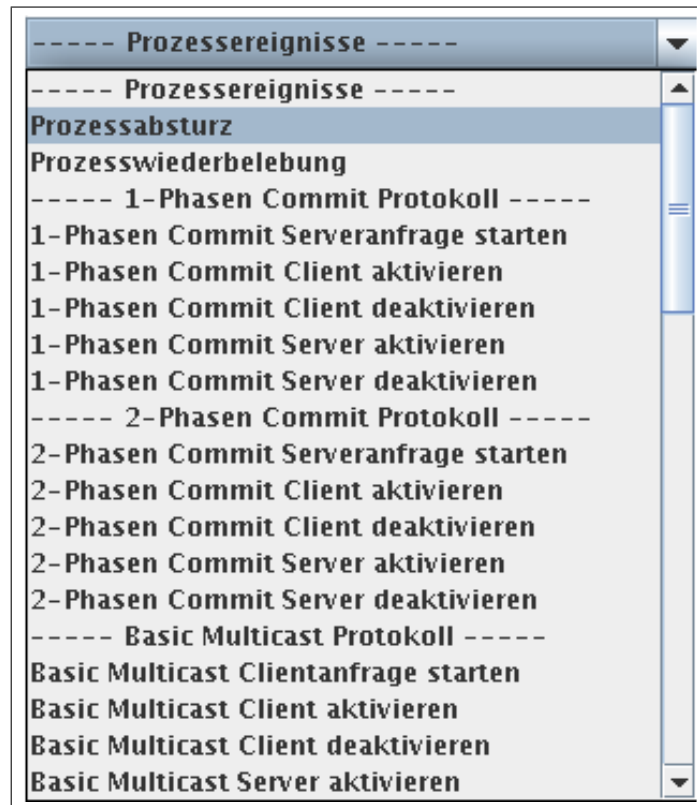 ----- Prozessereignisse -----
----- Prozessereignisse -----
Prozessabsturz
Prozesswiederbelebung
----- 1-Phasen Commit Protokoll -----
1-Phasen Commit Serveranfrage starten
1-Phasen Commit Client aktivieren
1-Phasen Commit Client deaktivieren
1-Phasen Commit Server aktivieren
1-Phasen Commit Server deaktivieren
----- 2-Phasen Commit Protokoll -----
2-Phasen Commit Serveranfrage starten
2-Phasen Commit Client aktivieren
2-Phasen Commit Client deaktivieren
2-Phasen Commit Server aktivieren
2-Phasen Commit Server deaktivieren
----- Basic Multicast Protokoll -----
Basic Multicast Clientanfrage starten
Basic Multicast Client aktivieren
Basic Multicast Client deaktivieren
Basic Multicast Server aktivieren